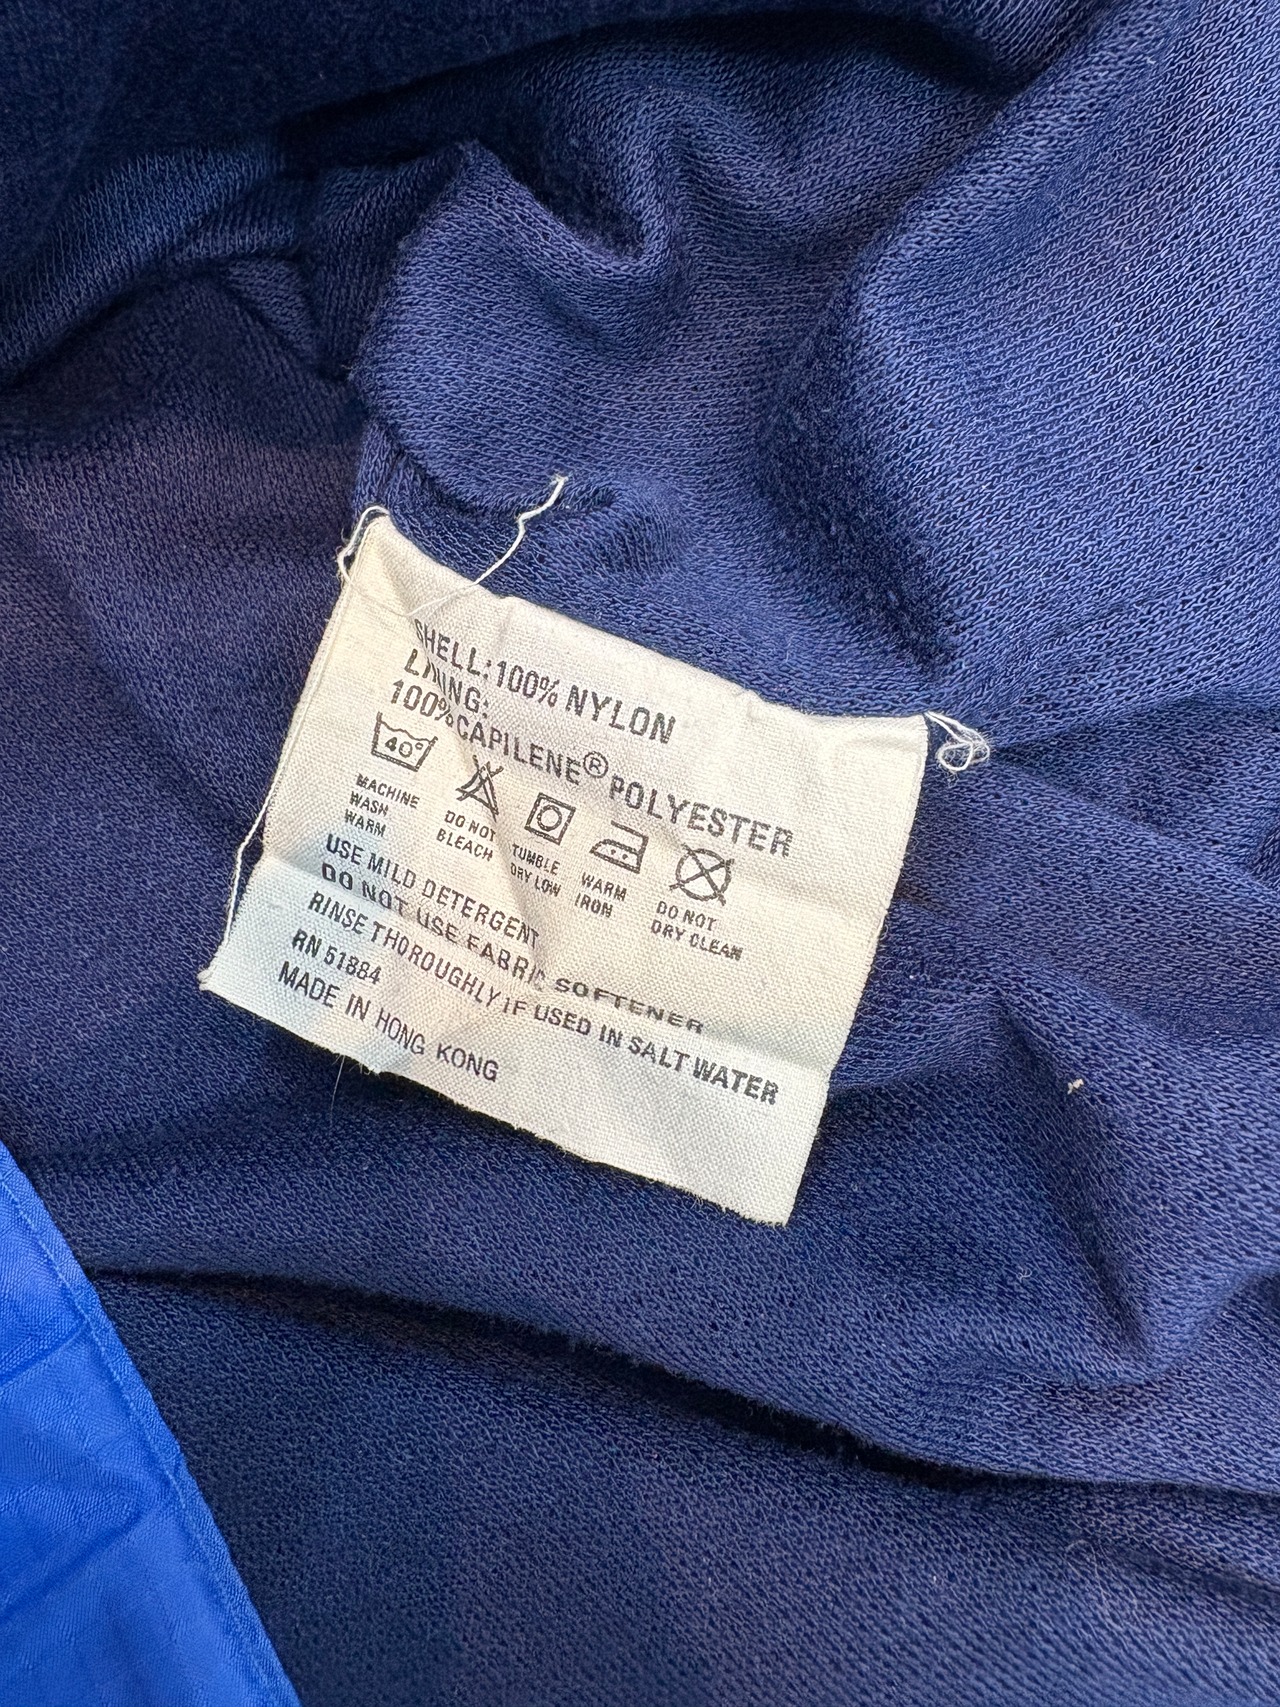 SHELL: 100% NYLON
LINING:
100% CAPILENE® POLYESTER
40°
MACHINE WASH WARM
DO NOT BLEACH
TUMBLE DRY LOW
WARM IRON
DO NOT DRY CLEAN
USE MILD DETERGENT
DO NOT USE FABRIC SOFTENER
RINSE THOROUGHLY IF USED IN SALT WATER
RN 51884
MADE IN HONG KONG